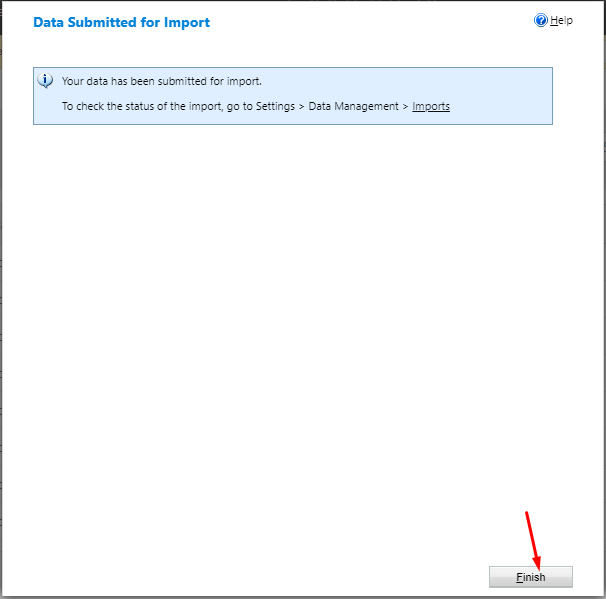 Data Submitted for Import
Help
Your data has been submitted for import.
To check the status of the import, go to Settings > Data Management > Imports
Finish